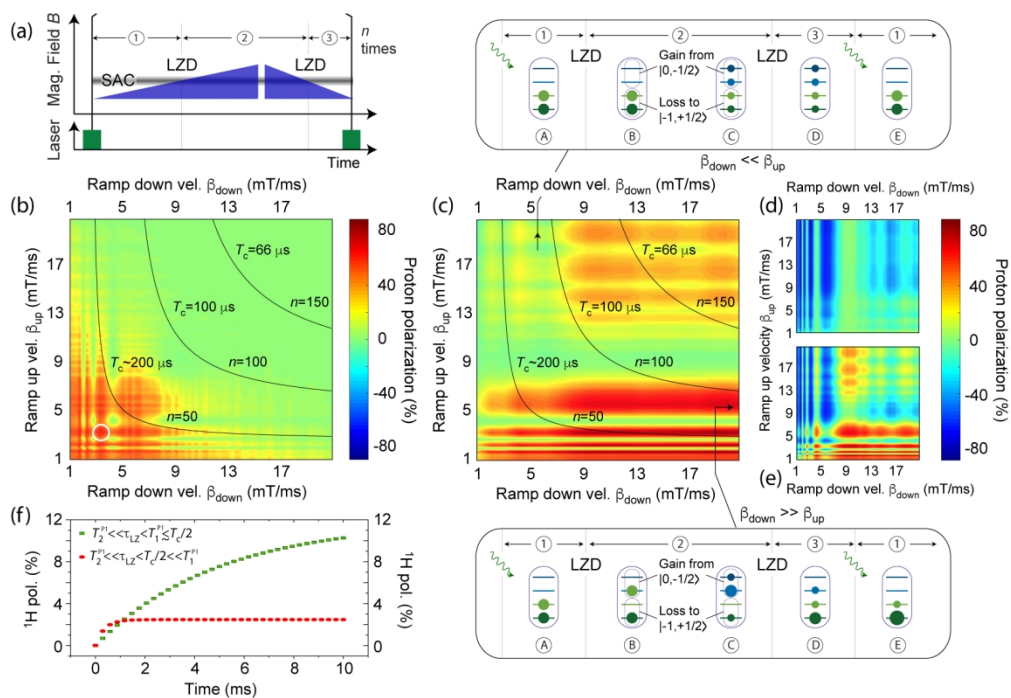 (a)
Mag. Field B
① ② ③
n
times
LZD LZD
SAC
Laser
Time
① LZD ② LZD ③ ①
Gain from
|0,-1/2⟩
Loss to
|-1,+1/2⟩
Ⓐ Ⓑ Ⓒ Ⓓ Ⓔ
β_down << β_up
Ramp down vel. β_down (mT/ms)
1 5 9 13 17
(b)
Ramp up vel. β_up (mT/ms)
17
13
9
5
1
T_c=66 µs
T_c=100 µs
n=150
T_c~200 µs
n=100
n=50
1 5 9 13 17
Ramp down vel. β_down (mT/ms)
80
40
0
-40
-80
Proton polarization (%)
Ramp down vel. β_down (mT/ms)
1 5 9 13 17
(c)
Ramp up vel. β_up (mT/ms)
17
13
9
5
1
T_c=66 µs
T_c=100 µs
n=150
T_c~200 µs
n=100
n=50
1 5 9 13 17
Ramp down vel. β_down (mT/ms)
Ramp down vel. β_down (mT/ms)
1 5 9 13 17
(d)
Ramp up velocity β_up (mT/ms)
17
13
9
5
1
17
13
9
5
1
1 5 9 13 17
(e)
Ramp down vel. β_down (mT/ms)
80
40
0
-40
-80
Proton polarization (%)
β_down >> β_up
(f)
¹H pol. (%)
12
10
8
6
4
2
0
T₂^P1<<τ_LZ<T₁^P1≲T_c/2
T₂^P1<<τ_LZ<T_c/2<<T₁^P1
12
10
8
6
4
2
0
¹H pol. (%)
0 2 4 6 8 10
Time (ms)
① LZD ② LZD ③ ①
Gain from
|0,-1/2⟩
Loss to
|-1,+1/2⟩
Ⓐ Ⓑ Ⓒ Ⓓ Ⓔ